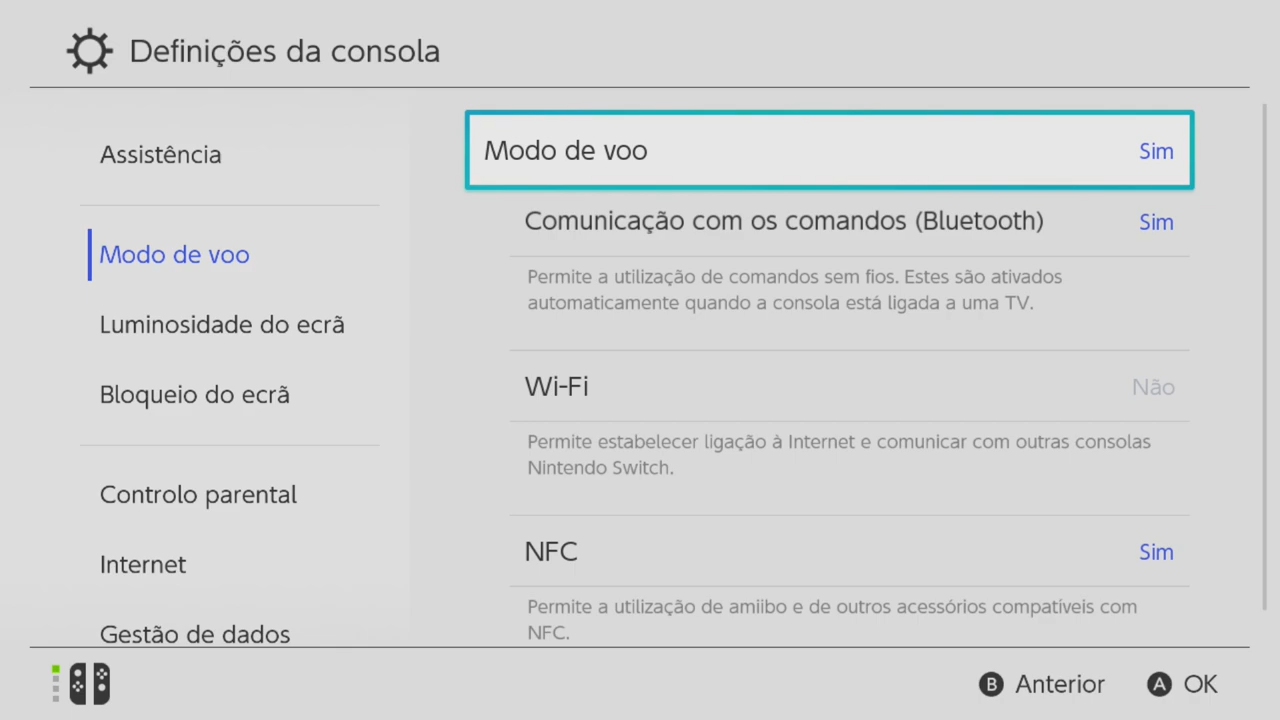 Definições da consola
Assistência
Modo de voo
Luminosidade do ecrã
Bloqueio do ecrã
Controlo parental
Internet
Gestão de dados
Modo de voo Sim
Comunicação com os comandos (Bluetooth) Sim
Permite a utilização de comandos sem fios. Estes são ativados
automaticamente quando a consola está ligada a uma TV.
Wi-Fi Não
Permite estabelecer ligação à Internet e comunicar com outras consolas
Nintendo Switch.
NFC Sim
Permite a utilização de amiibo e de outros acessórios compatíveis com
NFC.
B Anterior A OK